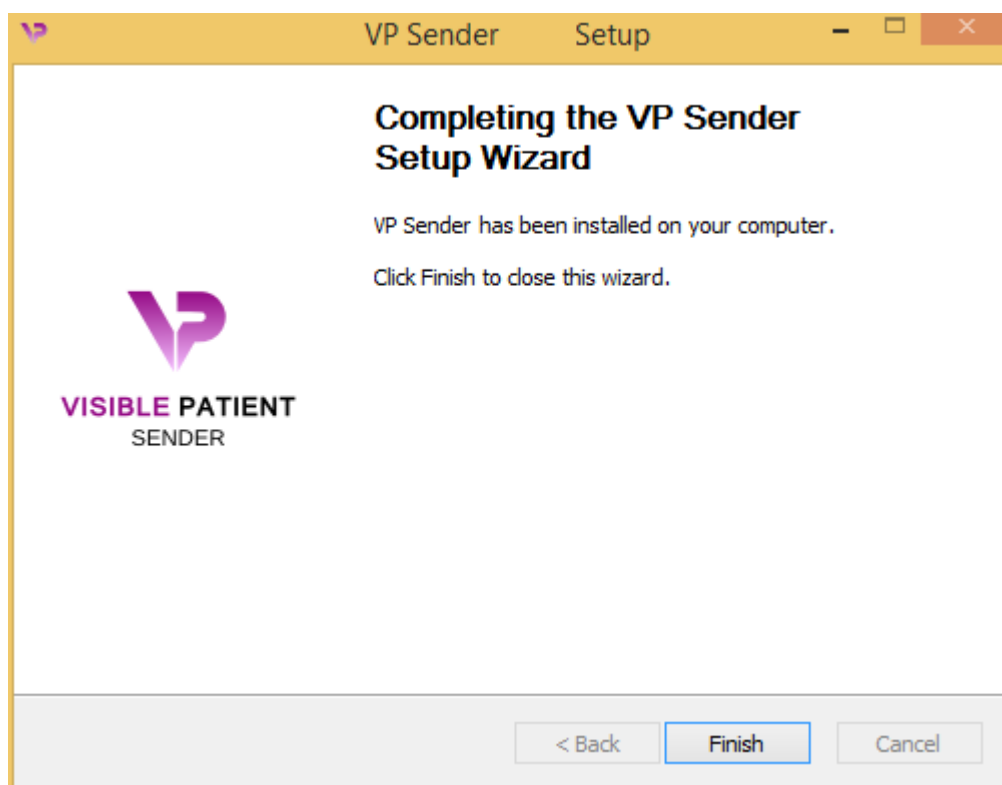 VP Sender Setup
Completing the VP Sender
Setup Wizard
VP Sender has been installed on your computer.
Click Finish to close this wizard.
VP
VISIBLE PATIENT
SENDER
< Back Finish Cancel